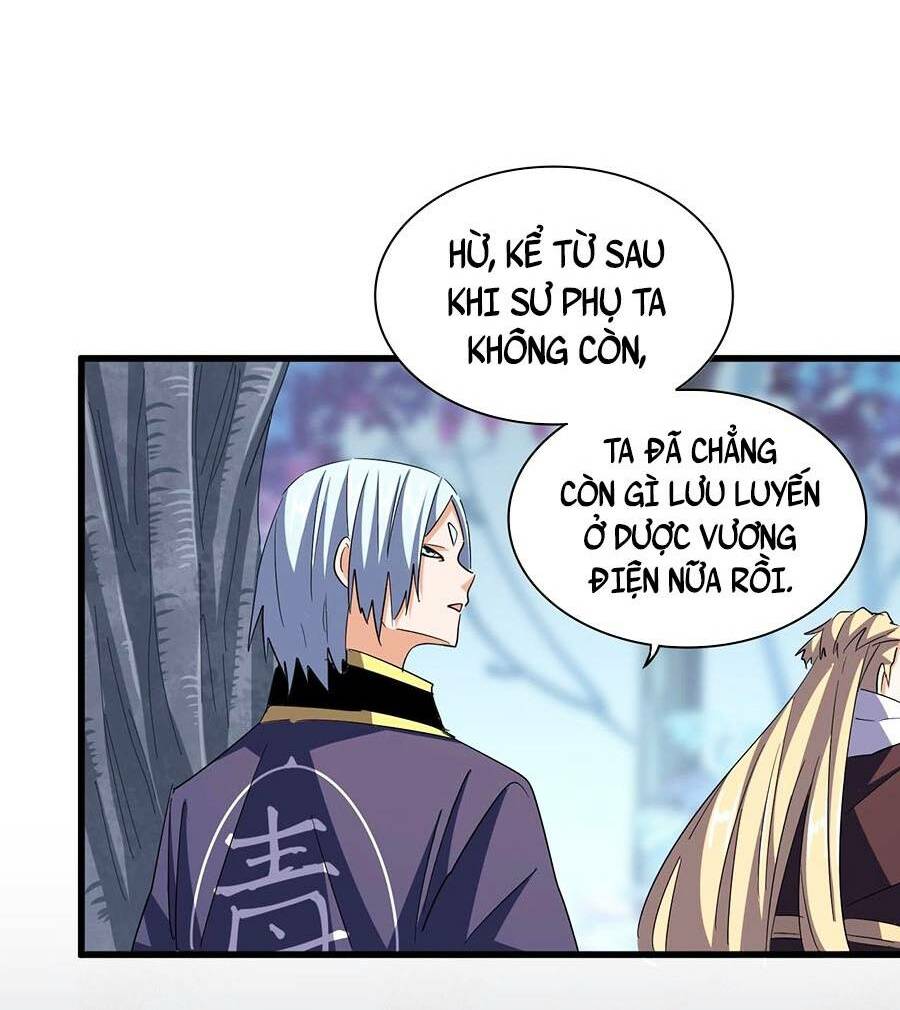 HỪ, KỂ TỪ SAU
KHI SƯ PHỤ TA
KHÔNG CÒN,
TA ĐÃ CHẲNG
CÒN GÌ LƯU LUYẾN
Ở DƯỢC VƯƠNG
ĐIỆN NỮA RỒI.
青